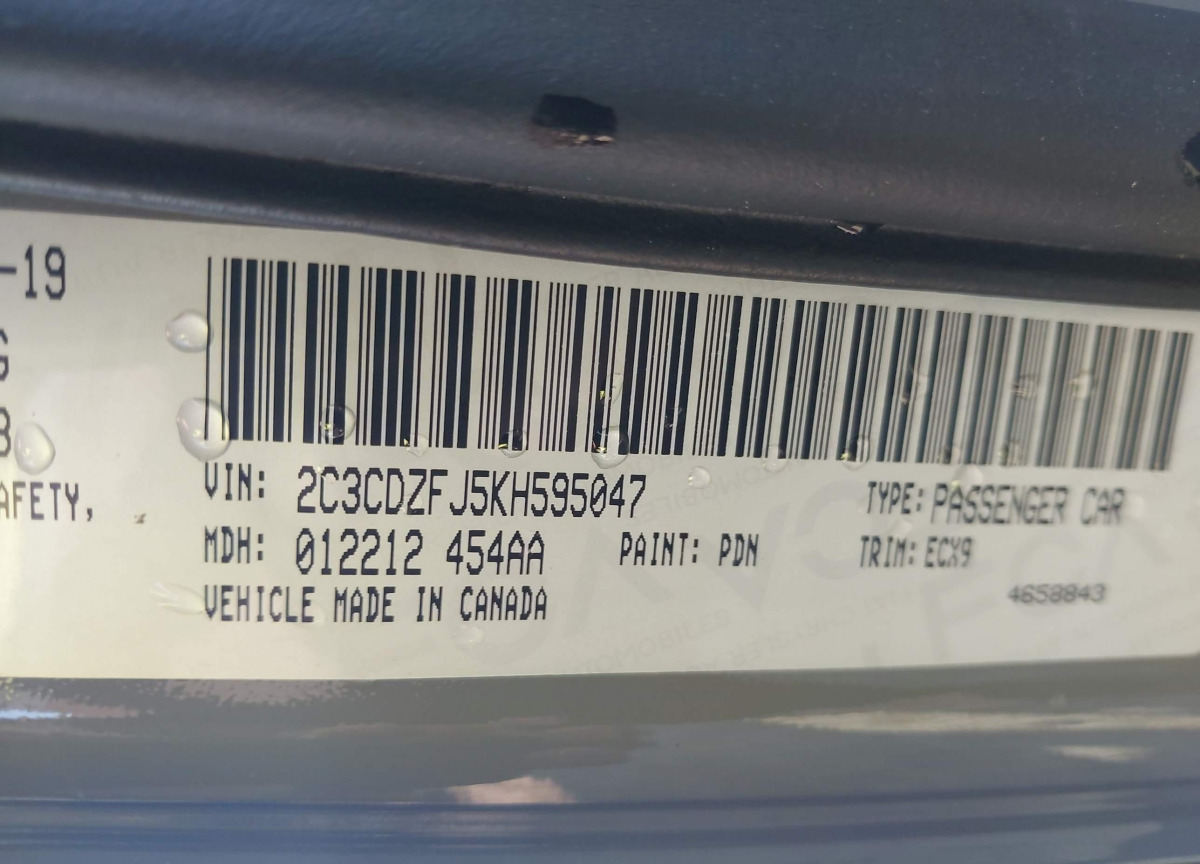 -19
G
8
AFETY,
VIN: 2C3CDZFJ5KH595047 TYPE: PASSENGER CAR
MDH: 012212 454AA PAINT: PDN TRIM: ECX9
VEHICLE MADE IN CANADA 4658843